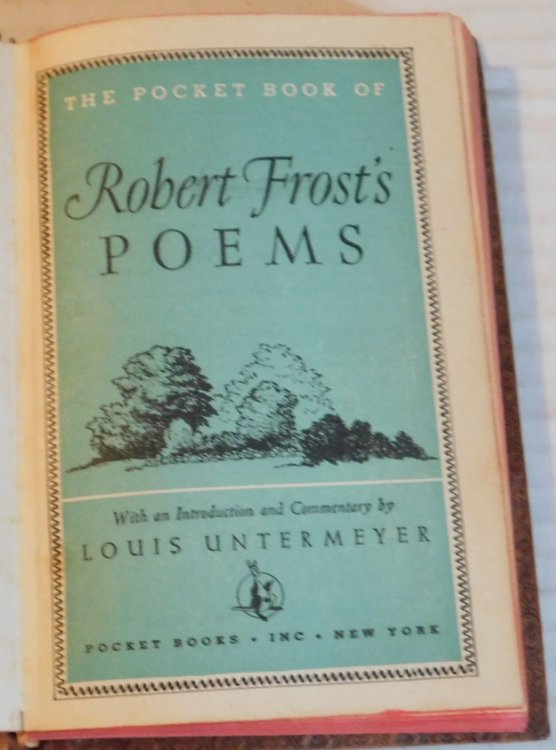 THE POCKET BOOK OF
Robert Frost's
POEMS
With an Introduction and Commentary by
LOUIS UNTERMEYER
POCKET BOOKS • INC • NEW YORK